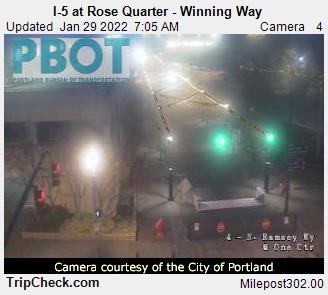 I-5 at Rose Quarter - Winning Way
Updated Jan 29 2022 7:05 AM Camera 4
PBOT
PORTLAND BUREAU OF TRANSPORTATION
4 - N. Ramsey Wy
@ One Ctr
Camera courtesy of the City of Portland
TripCheck.com Milepost302.00